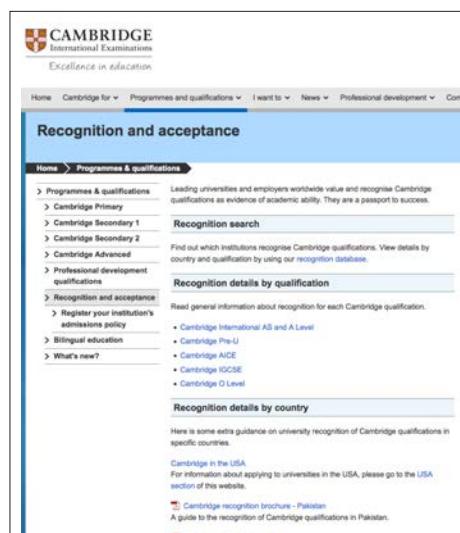 CAMBRIDGE
International Examinations
Excellence in education
Home Cambridge for Programmes and qualifications I want to News Professional development Con
Recognition and acceptance
Home Programmes & qualifications
Programmes & qualifications
Cambridge Primary
Cambridge Secondary 1
Cambridge Secondary 2
Cambridge Advanced
Professional development
qualifications
Recognition and acceptance
Register your institution's
admissions policy
Bilingual education
What's new?
Leading universities and employers worldwide value and recognise Cambridge
qualifications as evidence of academic ability. They are a passport to success.
Recognition search
Find out which institutions recognise Cambridge qualifications. View details by
country and qualification by using our recognition database.
Recognition details by qualification
Read general information about recognition for each Cambridge qualification.
• Cambridge International AS and A Level
• Cambridge Pre-U
• Cambridge AICE
• Cambridge IGCSE
• Cambridge O Level
Recognition details by country
Here is some extra guidance on university recognition of Cambridge qualifications in
specific countries.
Cambridge in the USA
For information about applying to universities in the USA, please go to the USA
section of this website.
Cambridge recognition brochure - Pakistan
A guide to the recognition of Cambridge qualifications in Pakistan.